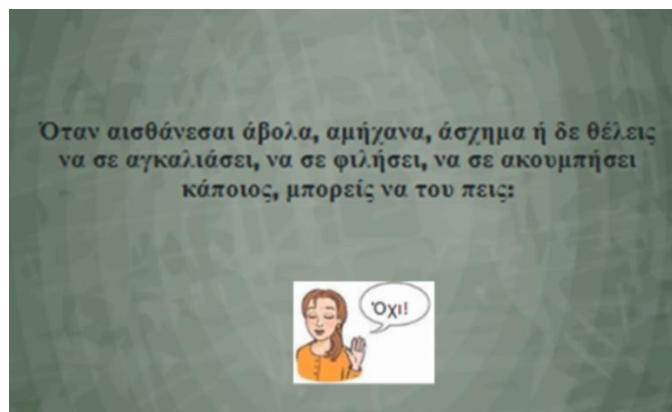 Όταν αισθάνεσαι άβολα, αμήχανα, άσχημα ή δε θέλεις
να σε αγκαλιάσει, να σε φιλήσει, να σε ακουμπήσει
κάποιος, μπορείς να του πεις:
Όχι!